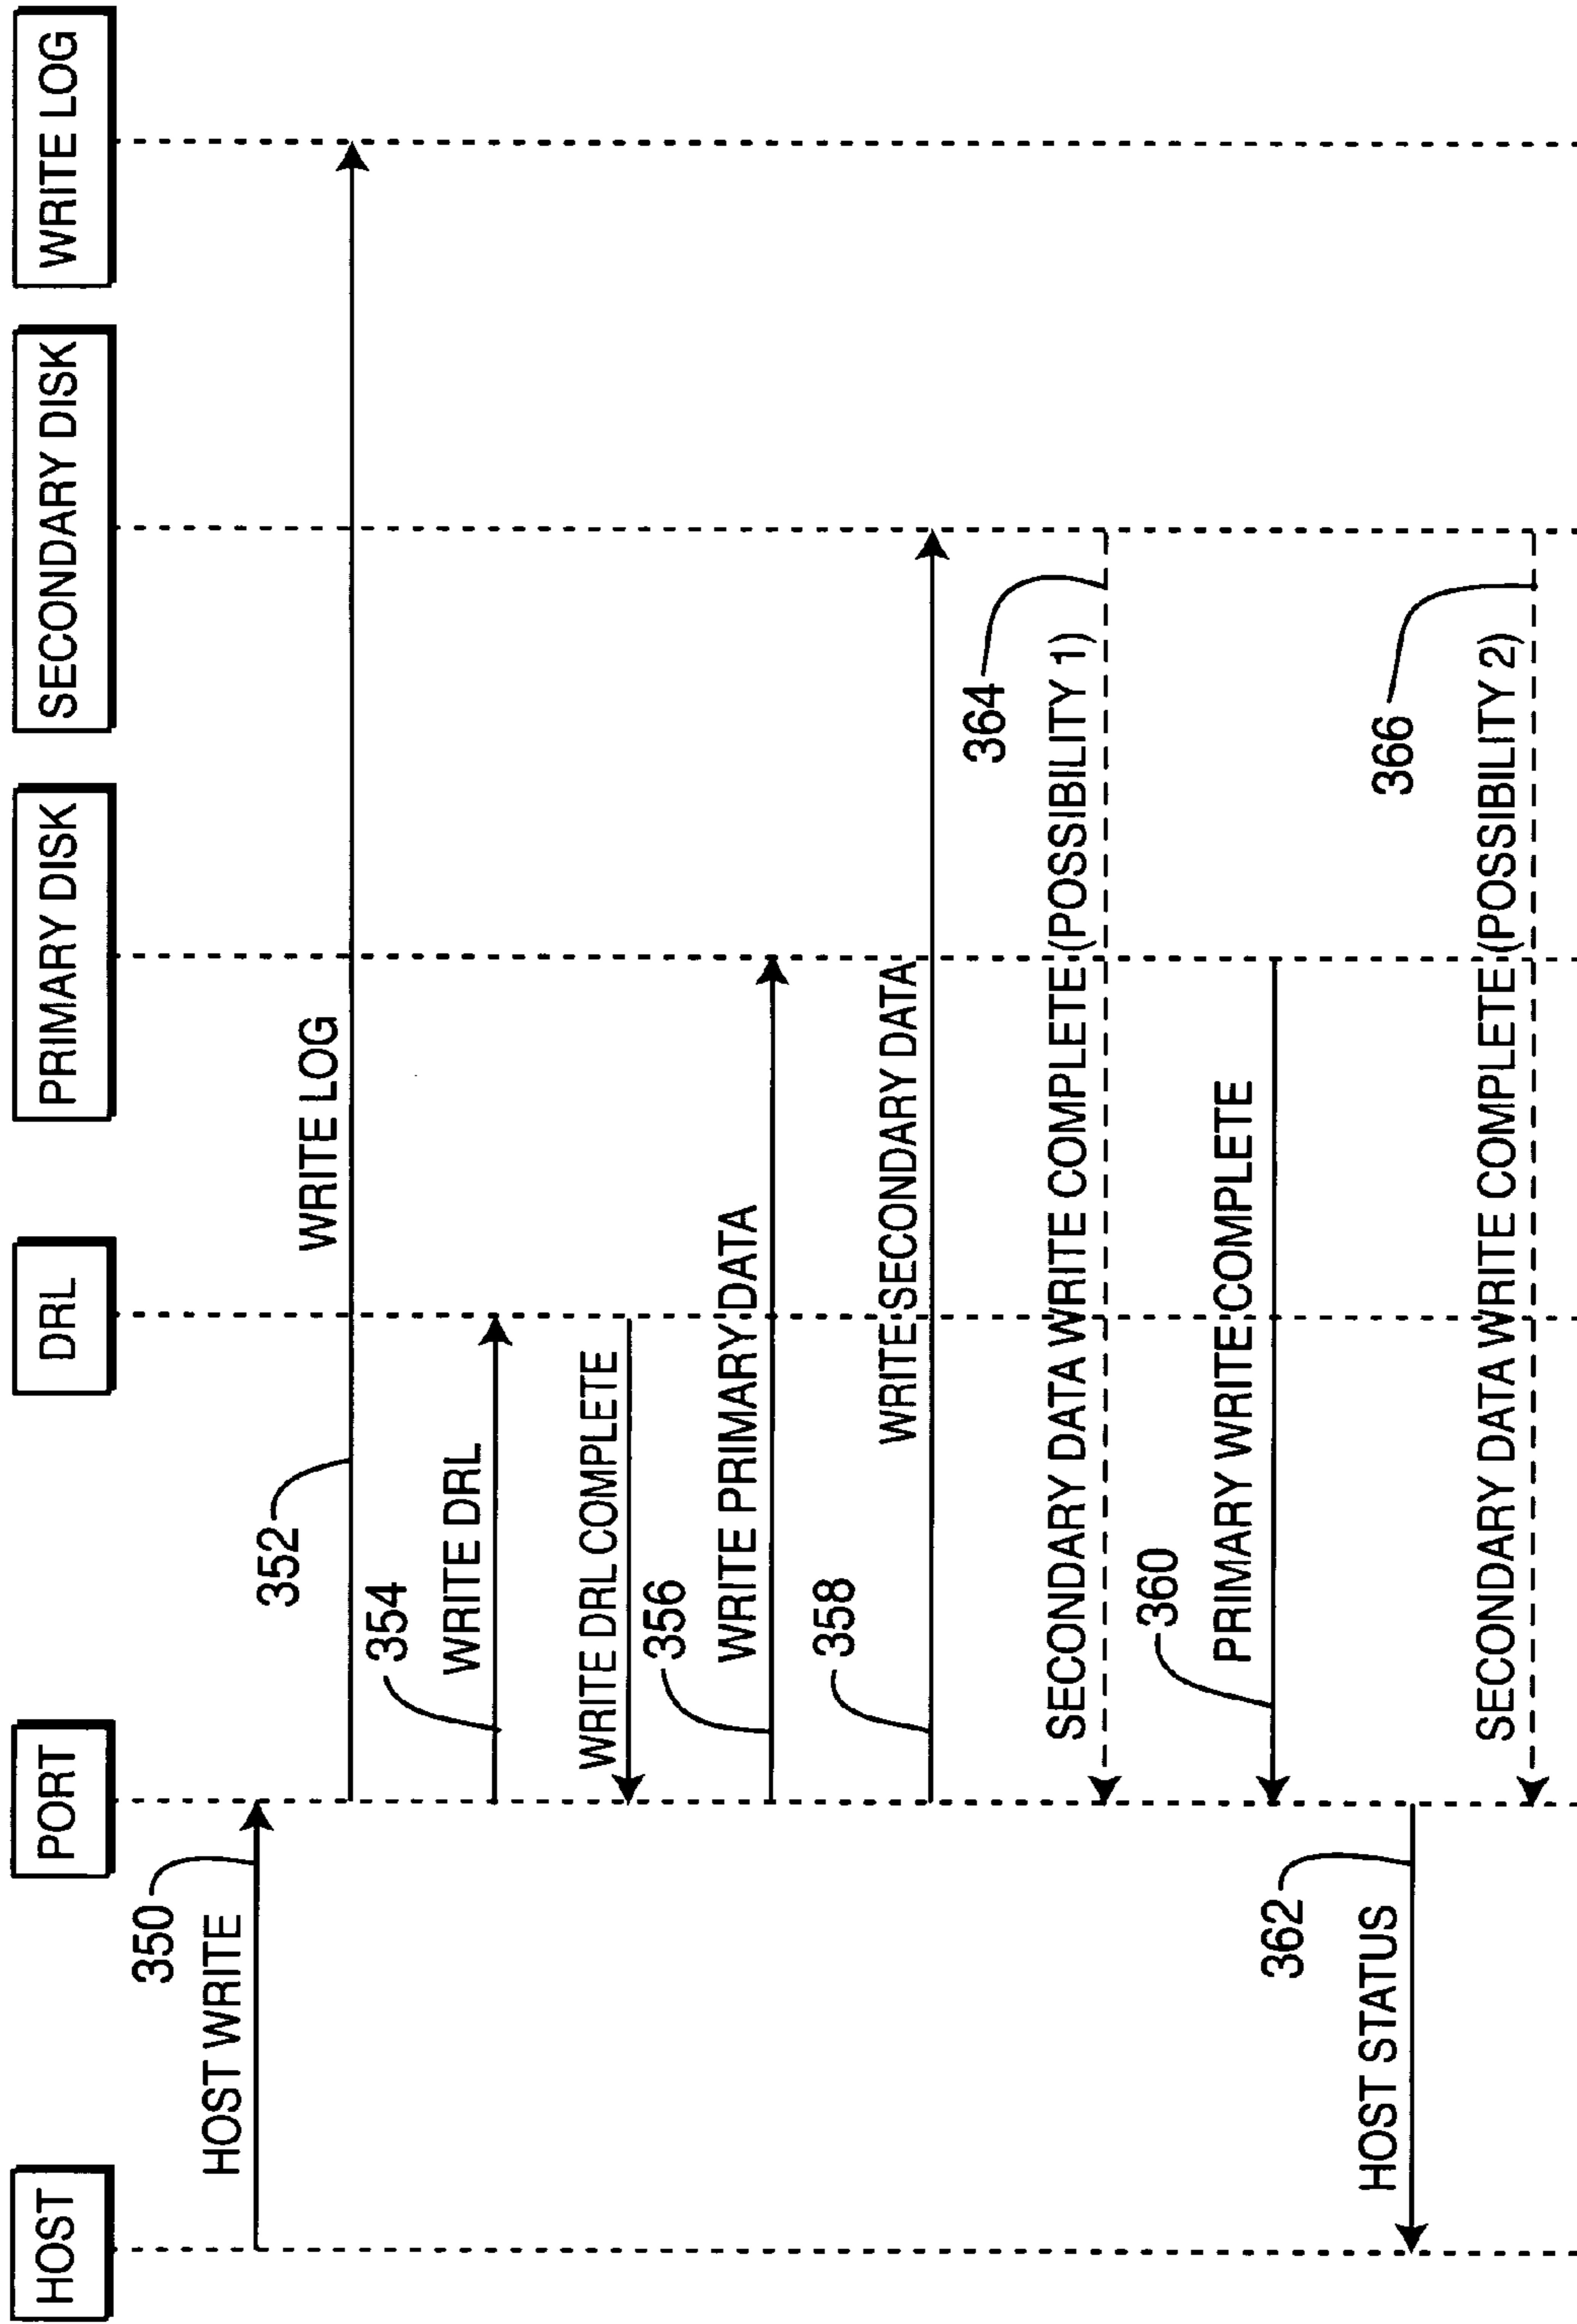 HOST
PORT
DRL
PRIMARY DISK
SECONDARY DISK
WRITE LOG
350
HOST WRITE
352
WRITE LOG
354
WRITE DRL
WRITE DRL COMPLETE
356
WRITE PRIMARY DATA
358
WRITE SECONDARY DATA
364
SECONDARY DATA WRITE COMPLETE (POSSIBILITY 1)
360
PRIMARY WRITE COMPLETE
362
HOST STATUS
366
SECONDARY DATA WRITE COMPLETE (POSSIBILITY 2)